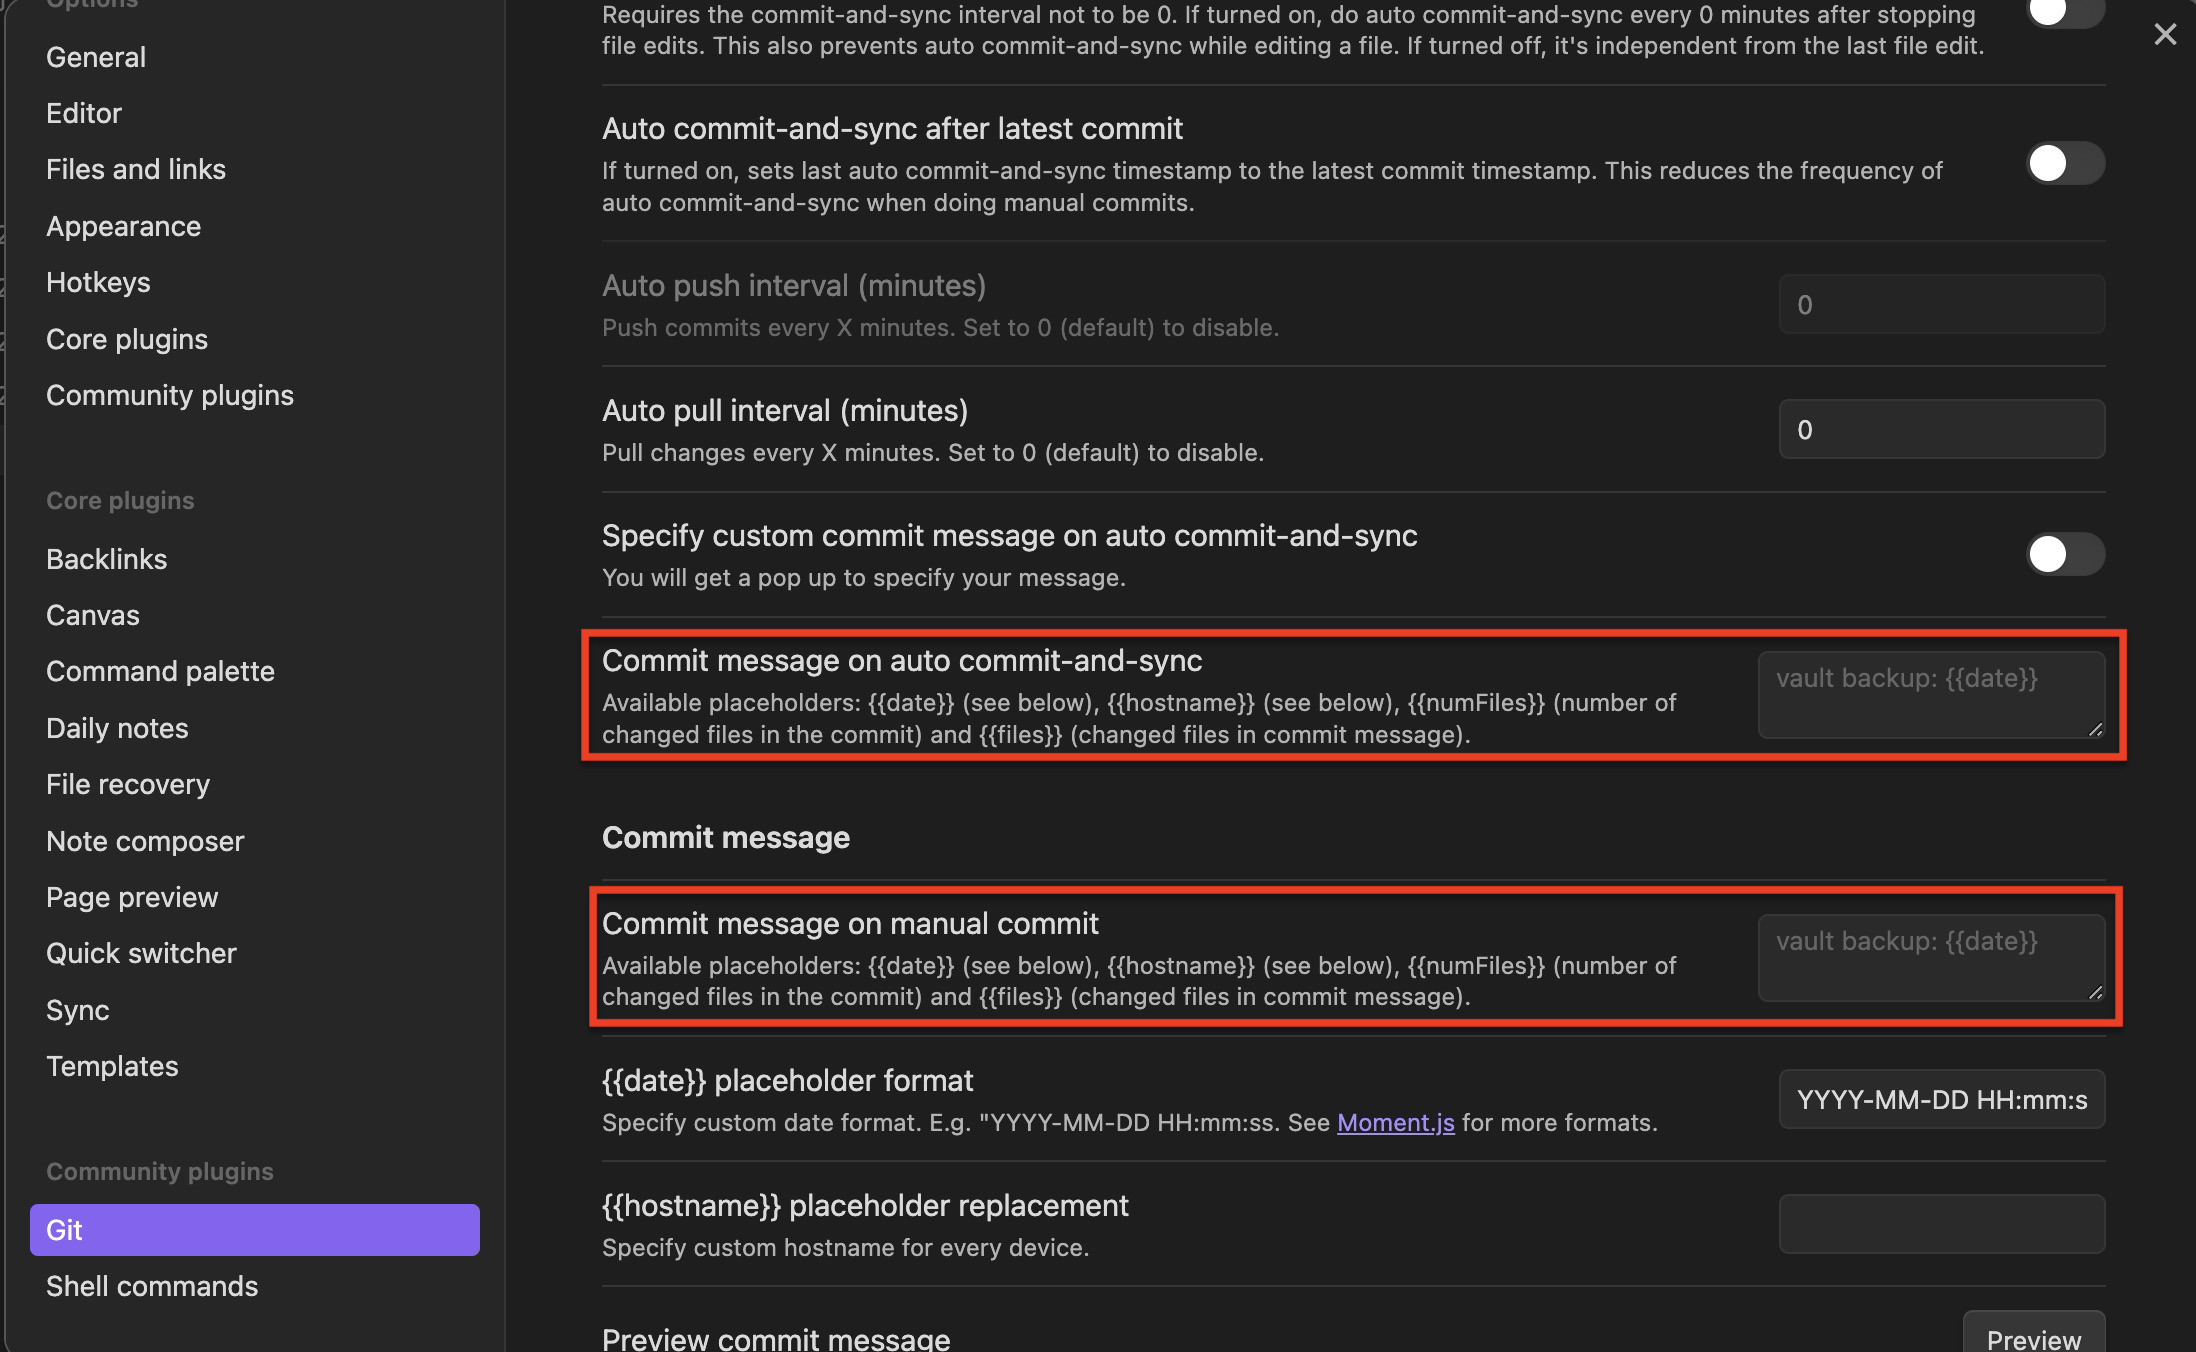 Options
General
Editor
Files and links
Appearance
Hotkeys
Core plugins
Community plugins
Core plugins
Backlinks
Canvas
Command palette
Daily notes
File recovery
Note composer
Page preview
Quick switcher
Sync
Templates
Community plugins
Git
Shell commands
Requires the commit-and-sync interval not to be 0. If turned on, do auto commit-and-sync every 0 minutes after stopping
file edits. This also prevents auto commit-and-sync while editing a file. If turned off, it's independent from the last file edit.
Auto commit-and-sync after latest commit
If turned on, sets last auto commit-and-sync timestamp to the latest commit timestamp. This reduces the frequency of
auto commit-and-sync when doing manual commits.
Auto push interval (minutes)
Push commits every X minutes. Set to 0 (default) to disable.
0
Auto pull interval (minutes)
Pull changes every X minutes. Set to 0 (default) to disable.
0
Specify custom commit message on auto commit-and-sync
You will get a pop up to specify your message.
Commit message on auto commit-and-sync
Available placeholders: {{date}} (see below), {{hostname}} (see below), {{numFiles}} (number of
changed files in the commit) and {{files}} (changed files in commit message).
vault backup: {{date}}
Commit message
Commit message on manual commit
Available placeholders: {{date}} (see below), {{hostname}} (see below), {{numFiles}} (number of
changed files in the commit) and {{files}} (changed files in commit message).
vault backup: {{date}}
{{date}} placeholder format
Specify custom date format. E.g. "YYYY-MM-DD HH:mm:ss. See Moment.js for more formats.
YYYY-MM-DD HH:mm:s
{{hostname}} placeholder replacement
Specify custom hostname for every device.
Preview commit message
Preview